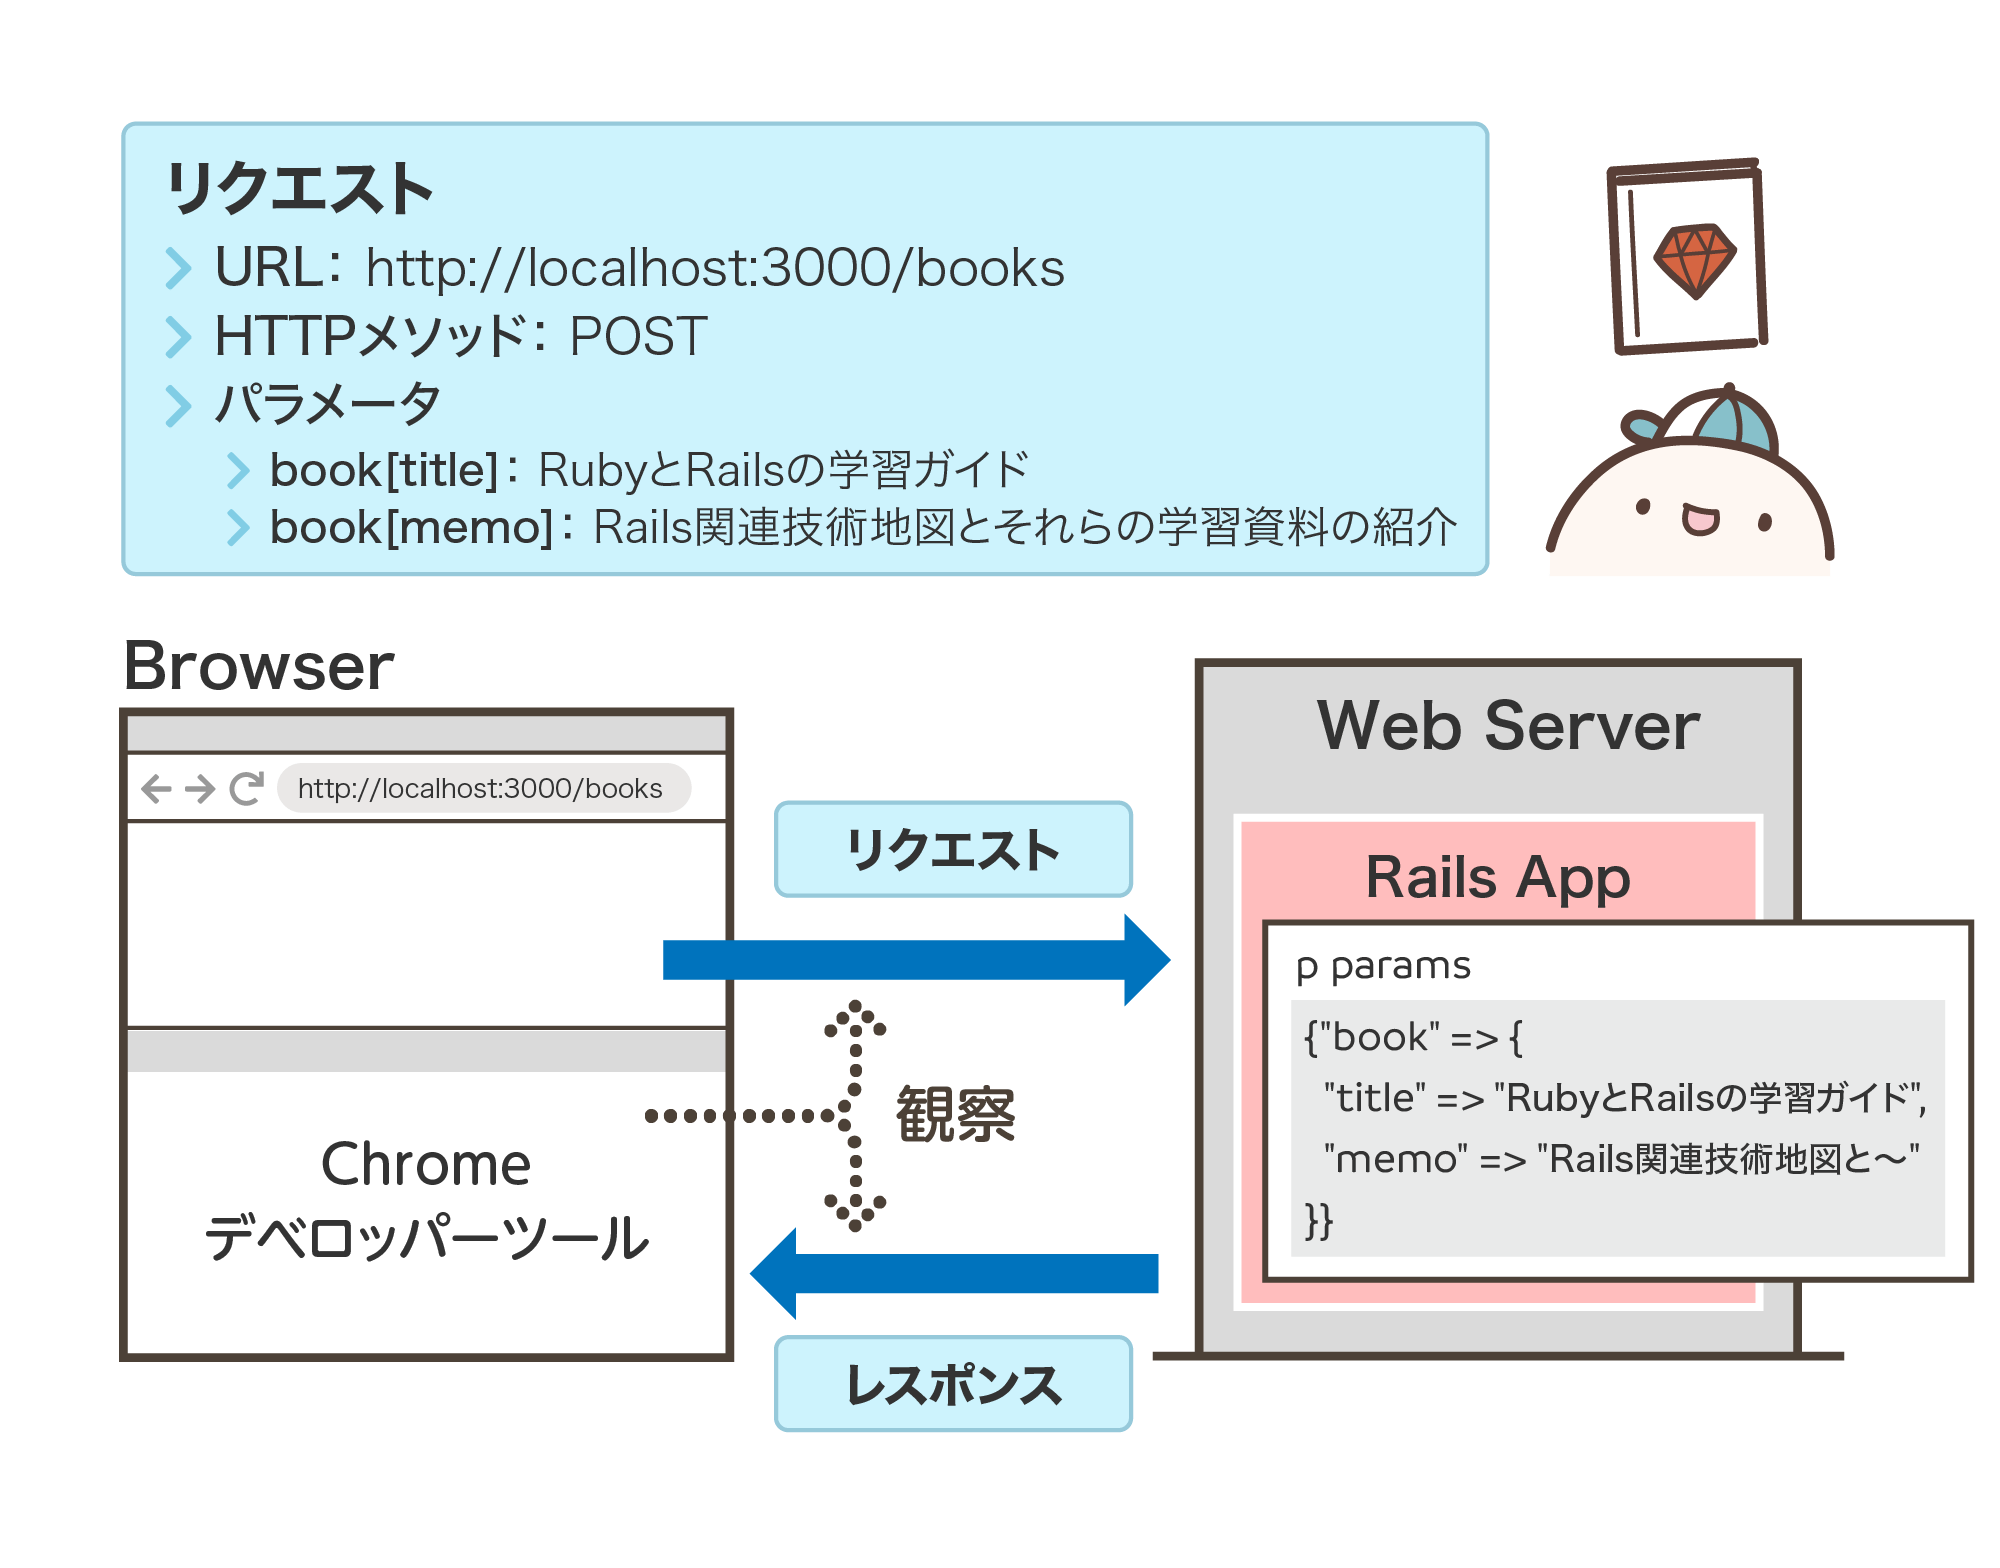 リクエスト
URL： http://localhost:3000/books
HTTPメソッド： POST
パラメータ
book[title]： RubyとRailsの学習ガイド
book[memo]： Rails関連技術地図とそれらの学習資料の紹介
Browser
http://localhost:3000/books
Chrome
デベロッパーツール
リクエスト
観察
レスポンス
Web Server
Rails App
p params
{"book" => {
"title" => "RubyとRailsの学習ガイド",
"memo" => "Rails関連技術地図と〜"
}}